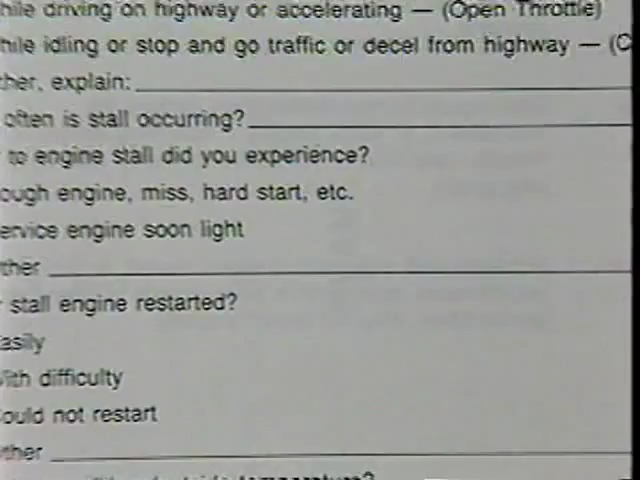 hile driving on highway or accelerating — (Open Throttle)
hile idling or stop and go traffic or decel from highway — (C
ther, explain:
often is stall occurring?
to engine stall did you experience?
ough engine, miss, hard start, etc.
ervice engine soon light
ther
stall engine restarted?
asily
ith difficulty
ould not restart
ther
temperature?